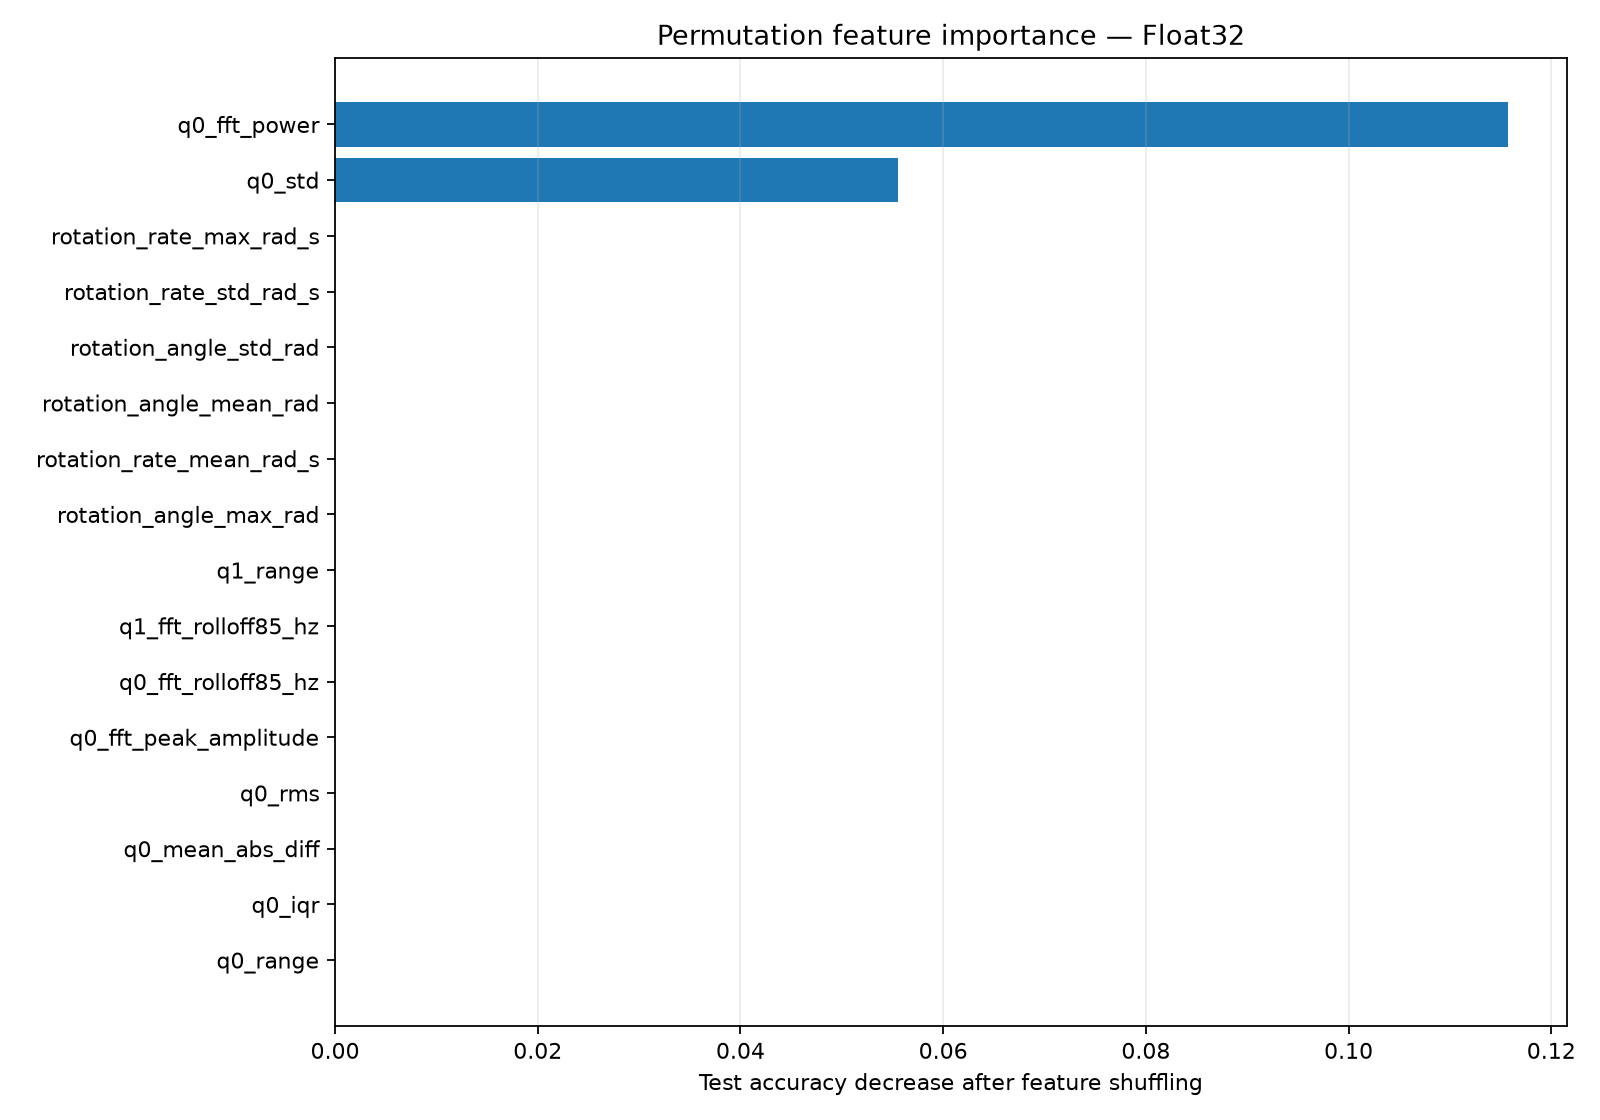 Permutation feature importance — Float32
q0_fft_power
q0_std
rotation_rate_max_rad_s
rotation_rate_std_rad_s
rotation_angle_std_rad
rotation_angle_mean_rad
rotation_rate_mean_rad_s
rotation_angle_max_rad
q1_range
q1_fft_rolloff85_hz
q0_fft_rolloff85_hz
q0_fft_peak_amplitude
q0_rms
q0_mean_abs_diff
q0_iqr
q0_range
0.00 0.02 0.04 0.06 0.08 0.10 0.12
Test accuracy decrease after feature shuffling